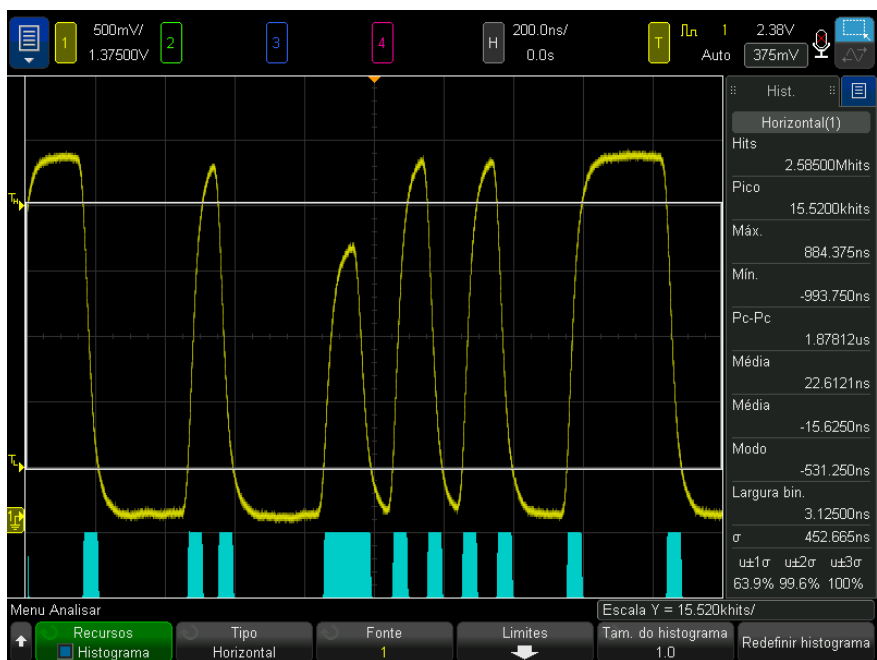 1 500mV/ 1.37500V
2
3
4
H 200.0ns/ 0.0s
T 1 2.38V
Auto 375mV
Hist.
Horizontal(1)
Hits
2.58500Mhits
Pico
15.5200khits
Máx.
884.375ns
Mín.
-993.750ns
Pc-Pc
1.87812us
Média
22.6121ns
Média
-15.6250ns
Modo
-531.250ns
Largura bin.
3.12500ns
σ 452.665ns
u±1σ u±2σ u±3σ
63.9% 99.6% 100%
TH
TL
1
Menu Analisar
Escala Y = 15.520khits/
Recursos
Histograma
Tipo
Horizontal
Fonte
1
Limites
Tam. do histograma
1.0
Redefinir histograma